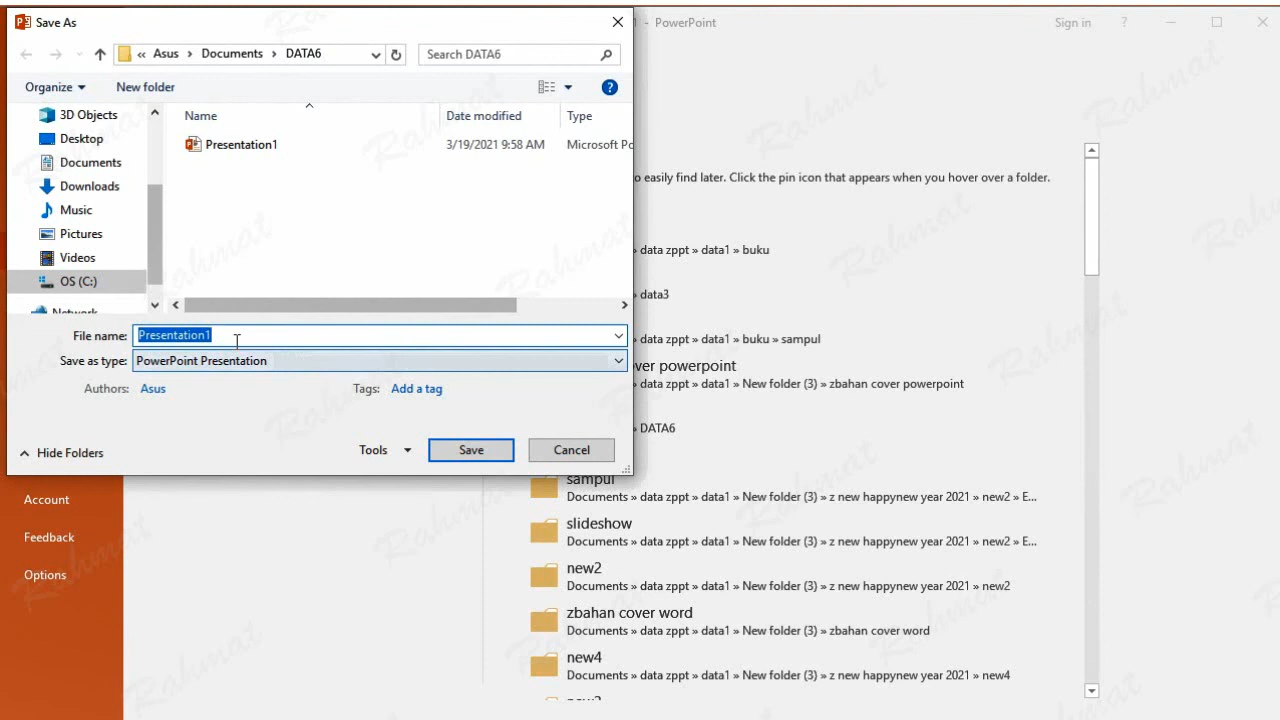 Save As
« Asus > Documents > DATA6
Search DATA6
Organize
New folder
3D Objects
Desktop
Documents
Downloads
Music
Pictures
Videos
OS (C:)
Network
Name
Date modified
Type
Presentation1
3/19/2021 9:58 AM
Microsoft Po
File name: Presentation1
Save as type: PowerPoint Presentation
Authors: Asus
Tags: Add a tag
Hide Folders
Tools
Save
Cancel
1 - PowerPoint
Sign in
?
o easily find later. Click the pin icon that appears when you hover over a folder.
» data zppt » data1 » buku
» data3
» data zppt » data1 » buku » sampul
ver powerpoint
» data zppt » data1 » New folder (3) » zbahan cover powerpoint
» DATA6
sampul
Documents » data zppt » data1 » New folder (3) » z new happynew year 2021 » new2 » E...
slideshow
Documents » data zppt » data1 » New folder (3) » z new happynew year 2021 » new2 » E...
new2
Documents » data zppt » data1 » New folder (3) » z new happynew year 2021 » new2
zbahan cover word
Documents » data zppt » data1 » New folder (3) » zbahan cover word
new4
Documents » data zppt » data1 » New folder (3) » z new happynew year 2021 » new4
Account
Feedback
Options
Rahmat